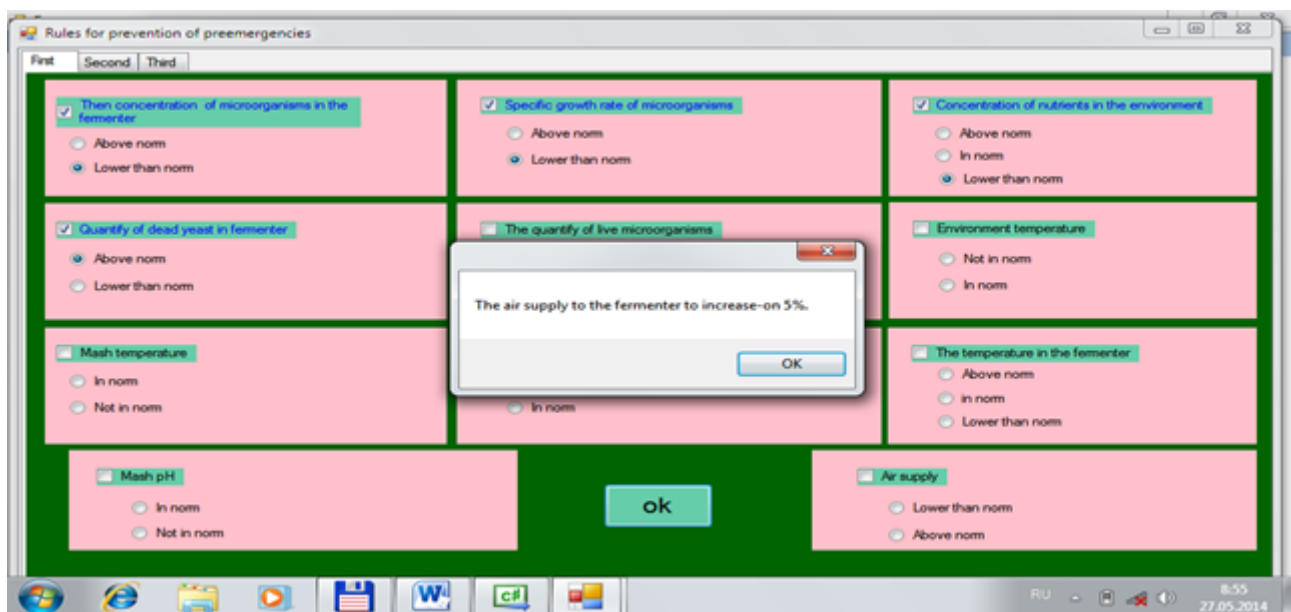 Rules for prevention of preemergencies
First Second Third
Then concentration of microorganisms in the
fermenter
Above norm
Lower than norm
Specific growth rate of microorganisms
Above norm
Lower than norm
Concentration of nutrients in the environment
Above norm
In norm
Lower than norm
Quantify of dead yeast in fermenter
Above norm
Lower than norm
The quantify of live microorganisms
Environment temperature
Not in norm
In norm
The air supply to the fermenter to increase-on 5%.
OK
Mash temperature
In norm
Not in norm
In norm
The temperature in the fermenter
Above norm
in norm
Lower than norm
Mash pH
In norm
Not in norm
ok
Air supply
Lower than norm
Above norm
W
C#
RU
8:55
27.05.2014